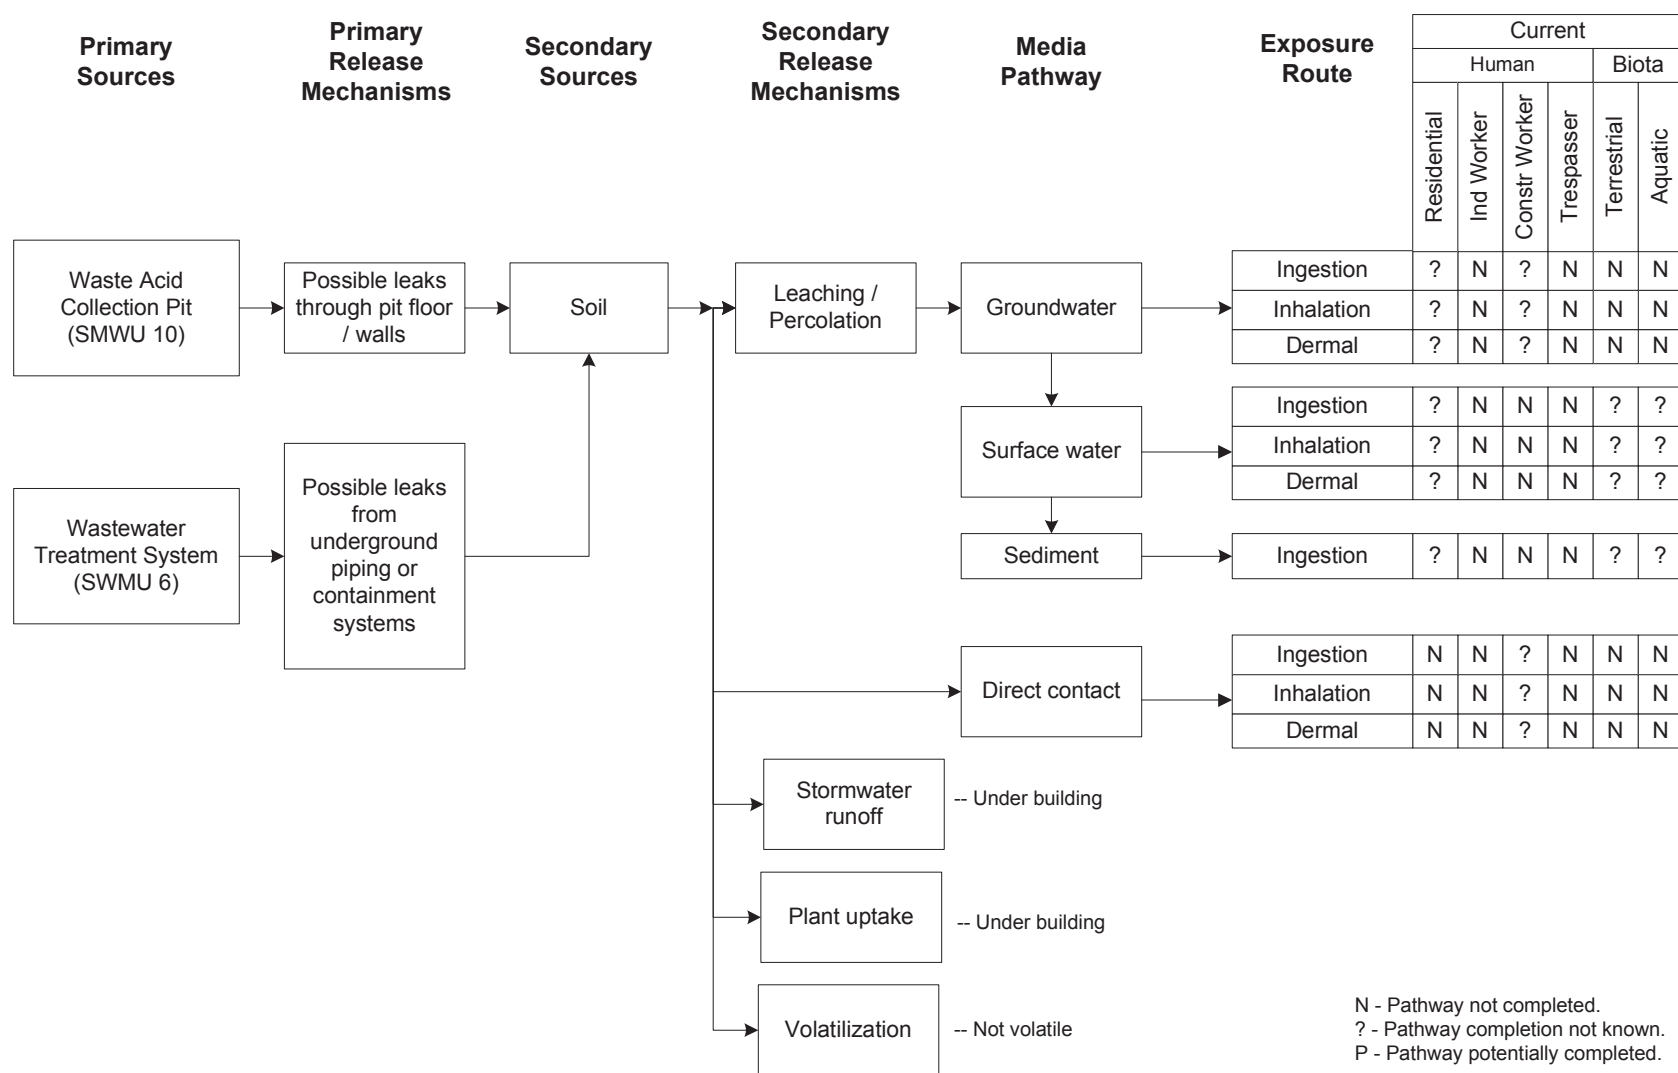 Primary
Sources
Primary
Release
Mechanisms
Secondary
Sources
Secondary
Release
Mechanisms
Media
Pathway
Exposure
Route
Current
Human Biota
Residential
Ind Worker
Constr Worker
Trespasser
Terrestrial
Aquatic
Waste Acid
Collection Pit
(SMWU 10)
Possible leaks
through pit floor
/ walls
Soil
Leaching /
Percolation
Groundwater
Ingestion ? N ? N N N
Inhalation ? N ? N N N
Dermal ? N ? N N N
Wastewater
Treatment System
(SWMU 6)
Possible leaks
from
underground
piping or
containment
systems
Surface water
Ingestion ? N N N ? ?
Inhalation ? N N N ? ?
Dermal ? N N N ? ?
Sediment
Ingestion ? N N N ? ?
Direct contact
Ingestion N N ? N N N
Inhalation N N ? N N N
Dermal N N ? N N N
Stormwater
runoff
-- Under building
Plant uptake
-- Under building
Volatilization
-- Not volatile
N - Pathway not completed.
? - Pathway completion not known.
P - Pathway potentially completed.